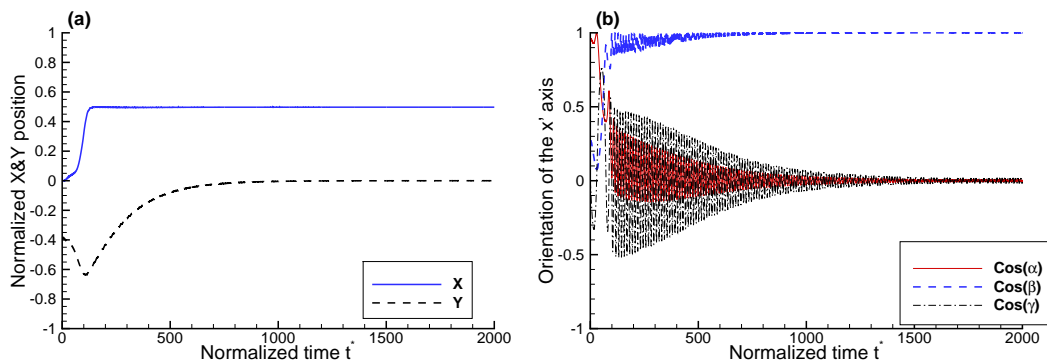 (a)
Normalized X&Y position
1
0.8
0.6
0.4
0.2
0
-0.2
-0.4
-0.6
-0.8
-1
0
500
1000
1500
2000
Normalized time t*
X
Y
(b)
Orientation of the x' axis
1
0.5
0
-0.5
-1
0
500
1000
1500
2000
Normalized time t*
Cos(α)
Cos(β)
Cos(γ)